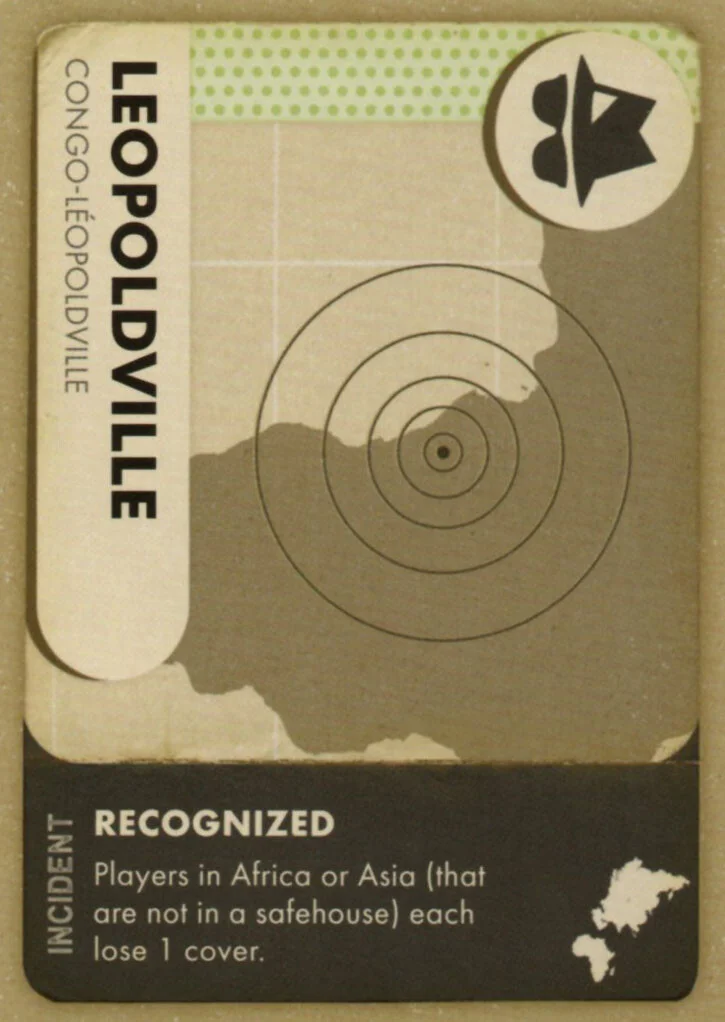 LEOPOLDVILLE
CONGO-LÉOPOLDVILLE
INCIDENT
RECOGNIZED
Players in Africa or Asia (that
are not in a safehouse) each
lose 1 cover.